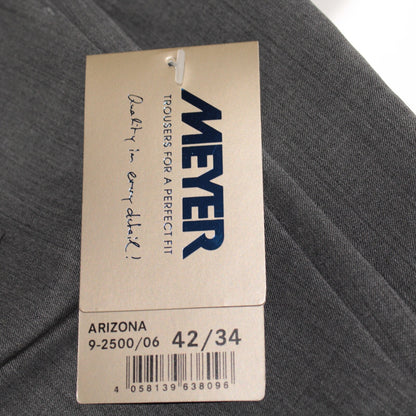 MEYER
TROUSERS FOR A PERFECT FIT
Quality in every detail!
ARIZONA
9-2500/06 42/34
4 058139 638096